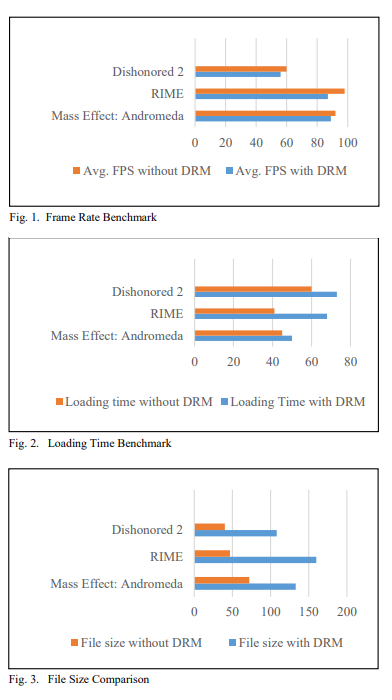 Dishonored 2
RIME
Mass Effect: Andromeda
0 20 40 60 80 100
Avg. FPS without DRM Avg. FPS with DRM
Fig. 1. Frame Rate Benchmark
Dishonored 2
RIME
Mass Effect: Andromeda
0 20 40 60 80
Loading time without DRM Loading Time with DRM
Fig. 2. Loading Time Benchmark
Dishonored 2
RIME
Mass Effect: Andromeda
0 50 100 150 200
File size without DRM File size with DRM
Fig. 3. File Size Comparison